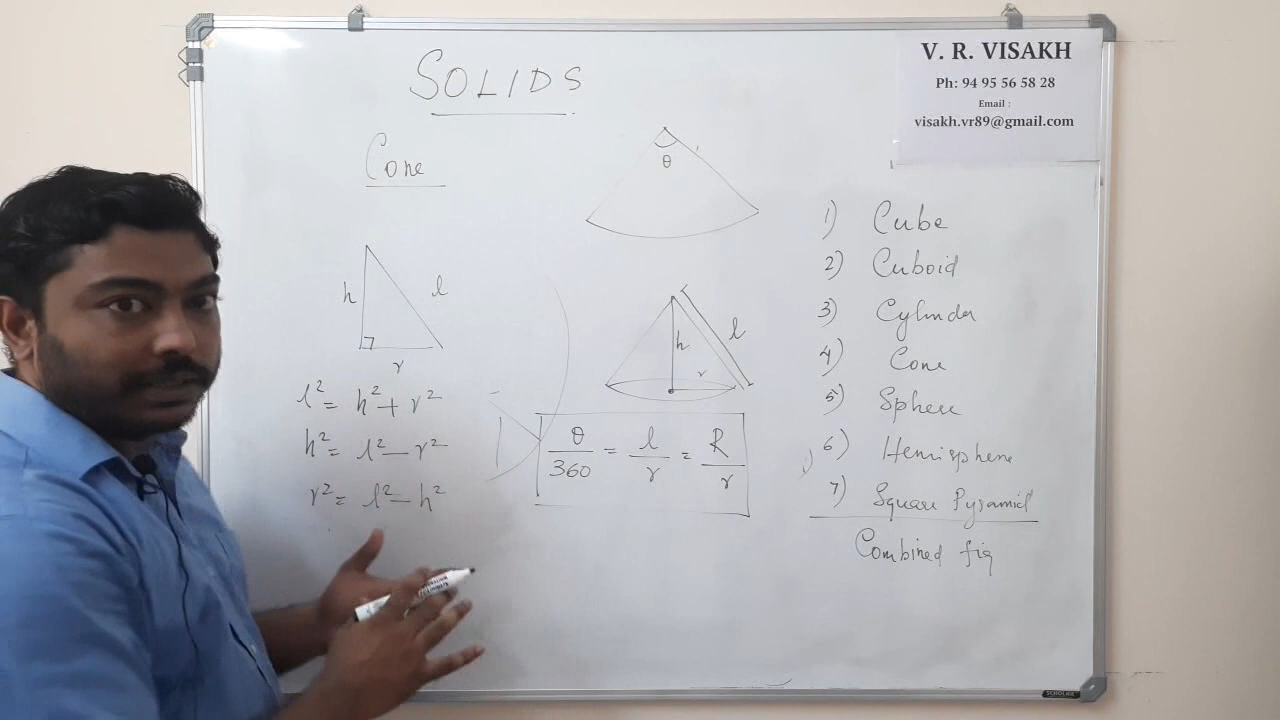 SOLIDS
V. R. VISAKH
Ph: 94 95 56 58 28
Email :
visakh.vr89@gmail.com
Cone
θ
h
l
r
l² = h² + r²
h² = l² — r²
r² = l² — h²
h
l
r
θ/360 = l/r = R/r
1) Cube
2) Cuboid
3) Cylinder
4) Cone
5) Sphere
6) Hemisphere
7) Square Pyramid
Combined fig